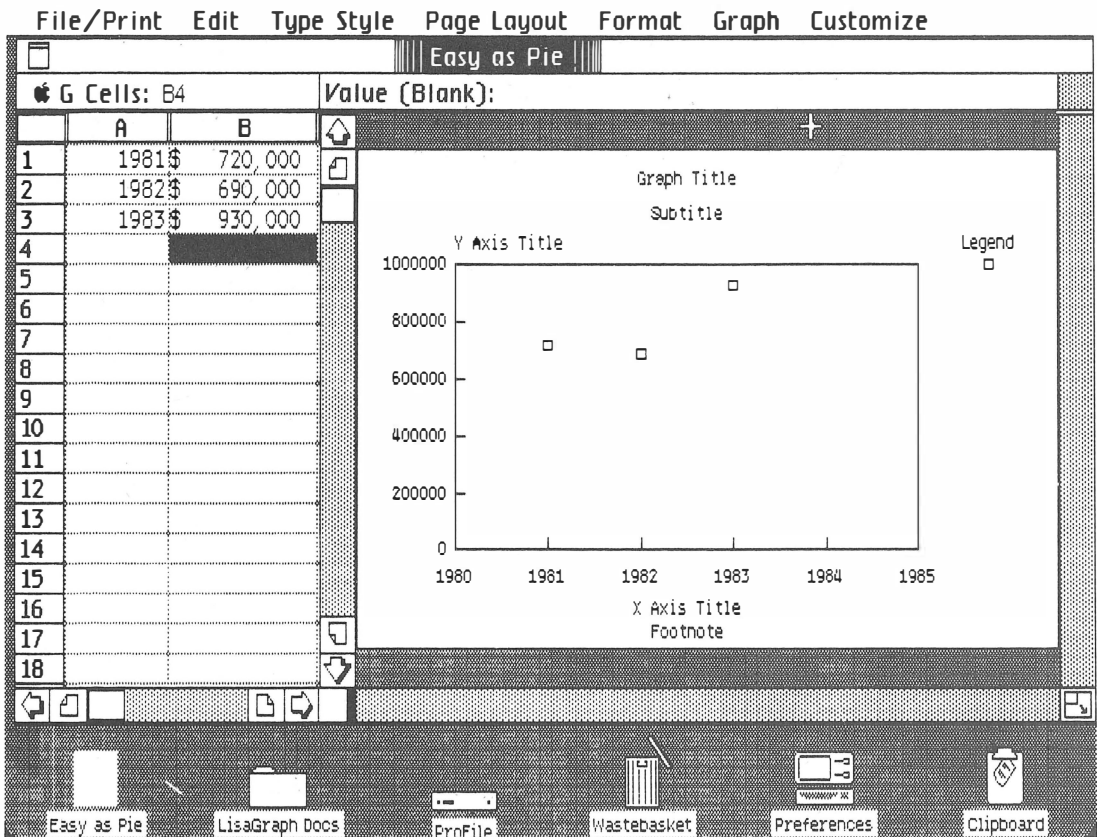 File/Print Edit Type Style Page Layout Format Graph Customize
Easy as Pie
G Cells: B4 Value (Blank):
A B
1 1981 $ 720,000
2 1982 $ 690,000
3 1983 $ 930,000
4
5
6
7
8
9
10
11
12
13
14
15
16
17
18
Graph Title
Subtitle
Y Axis Title
Legend
1000000
800000
600000
400000
200000
0
1980 1981 1982 1983 1984 1985
X Axis Title
Footnote
Easy as Pie LisaGraph Docs ProFile Wastebasket Preferences Clipboard